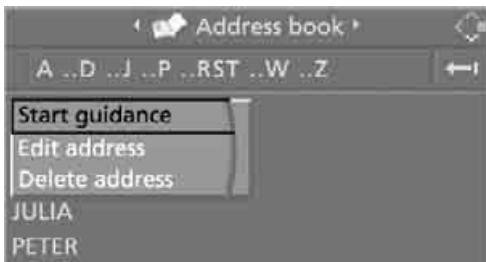 Address book
A ..D ..J ..P ..RST ..W ..Z
Start guidance
Edit address
Delete address
JULIA
PETER